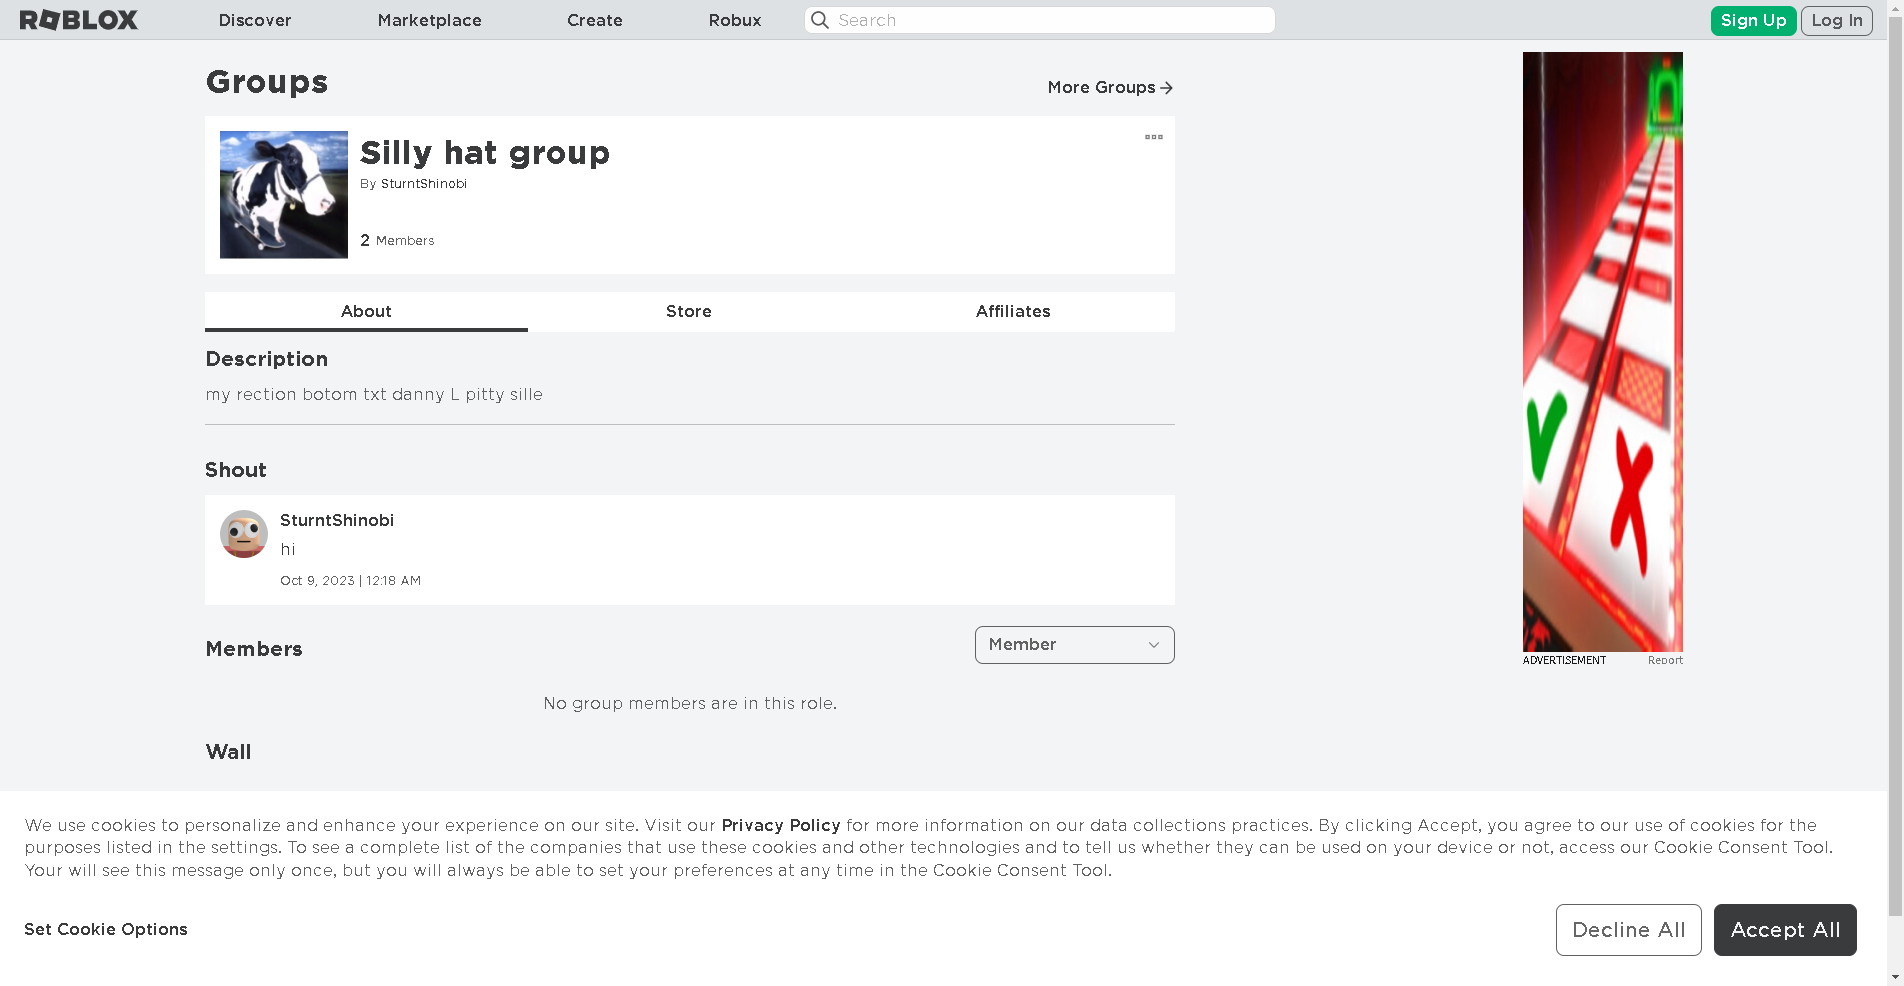 ROBLOX Discover Marketplace Create Robux Search Sign Up Log In
Groups
More Groups
Silly hat group
By SturntShinobi
2 Members
About Store Affiliates
Description
my rection botom txt danny L pitty sille
Shout
SturntShinobi
hi
Oct 9, 2023 | 12:18 AM
Members
Member
No group members are in this role.
Wall
ADVERTISEMENT Report
We use cookies to personalize and enhance your experience on our site. Visit our Privacy Policy for more information on our data collections practices. By clicking Accept, you agree to our use of cookies for the
purposes listed in the settings. To see a complete list of the companies that use these cookies and other technologies and to tell us whether they can be used on your device or not, access our Cookie Consent Tool.
Your will see this message only once, but you will always be able to set your preferences at any time in the Cookie Consent Tool.
Set Cookie Options
Decline All
Accept All